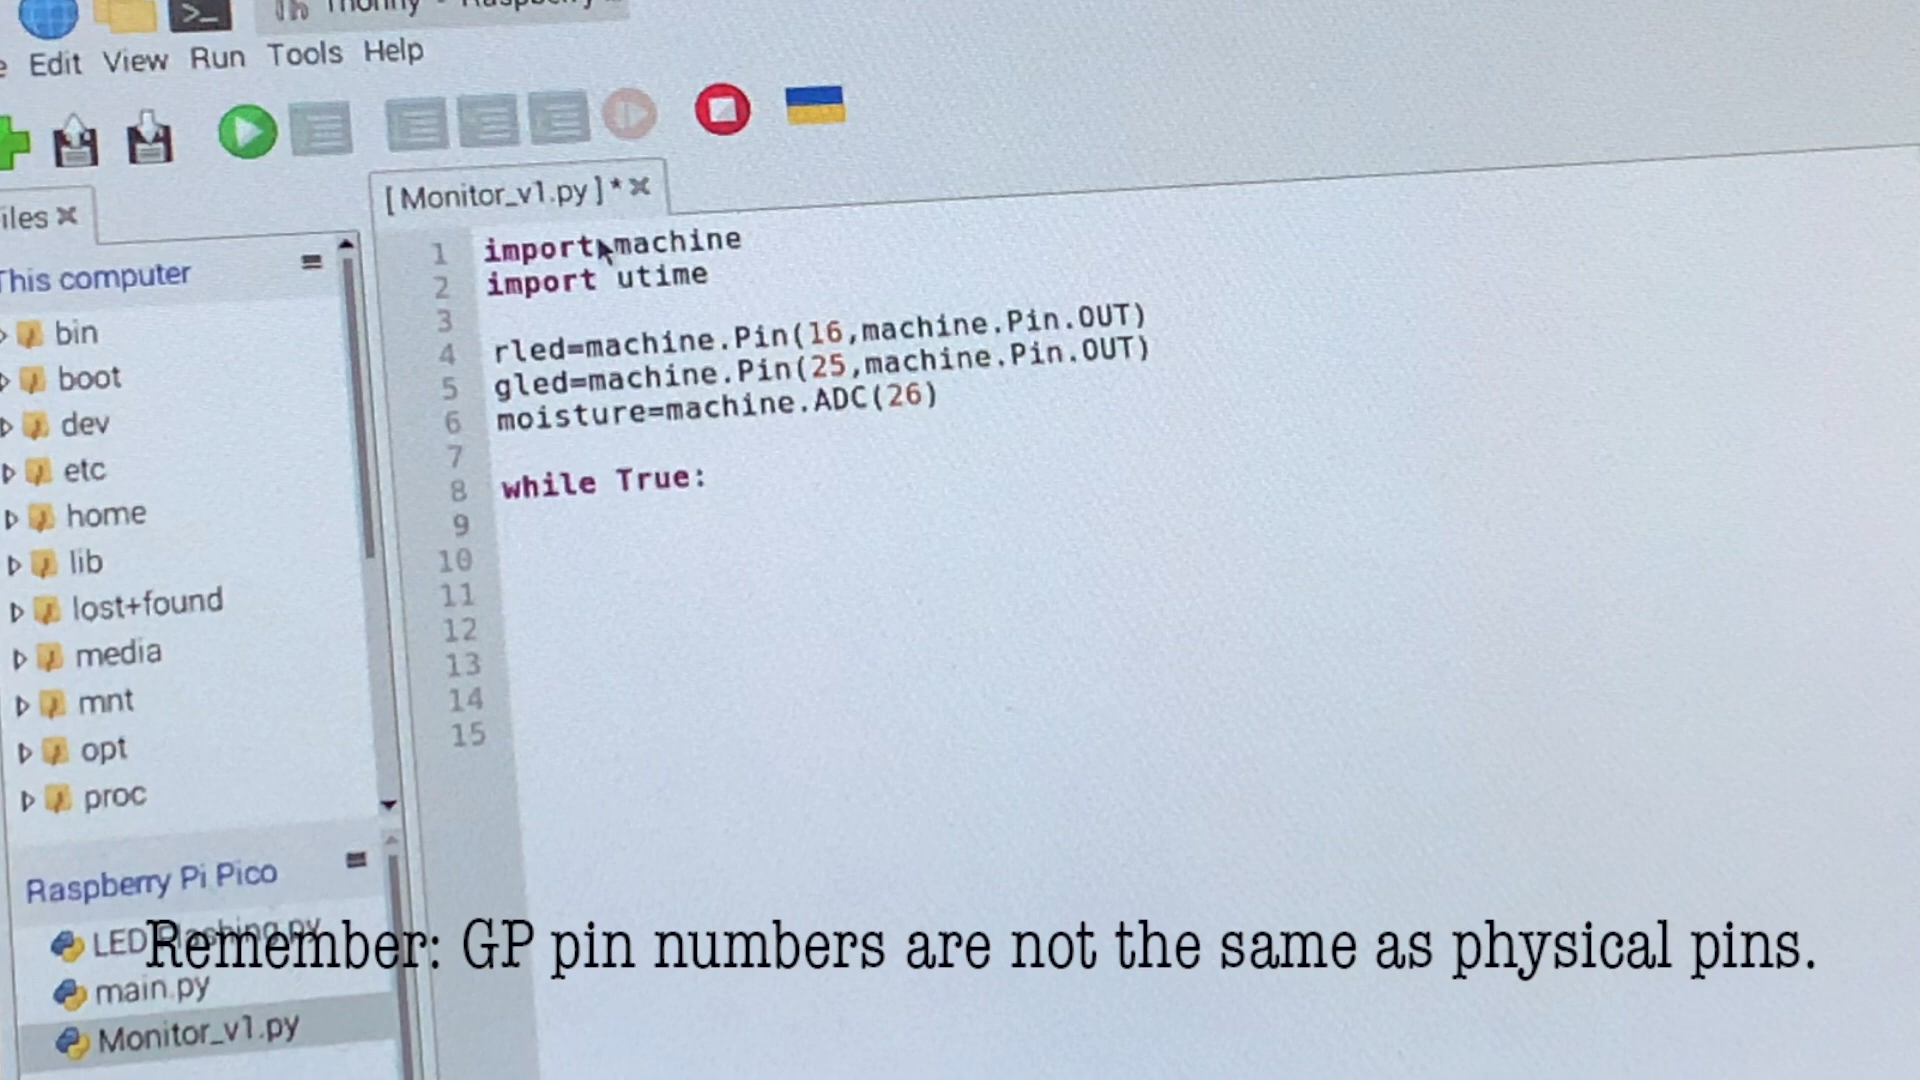 Edit View Run Tools Help
[ Monitor_v1.py ] *
This computer
bin
boot
dev
etc
home
lib
lost+found
media
mnt
opt
proc
Raspberry Pi Pico
main.py
Monitor_v1.py
1 import machine
2 import utime
3
4 rled=machine.Pin(16,machine.Pin.OUT)
5 gled=machine.Pin(25,machine.Pin.OUT)
6 moisture=machine.ADC(26)
7
8 while True:
9
10
11
12
13
14
15
Remember: GP pin numbers are not the same as physical pins.